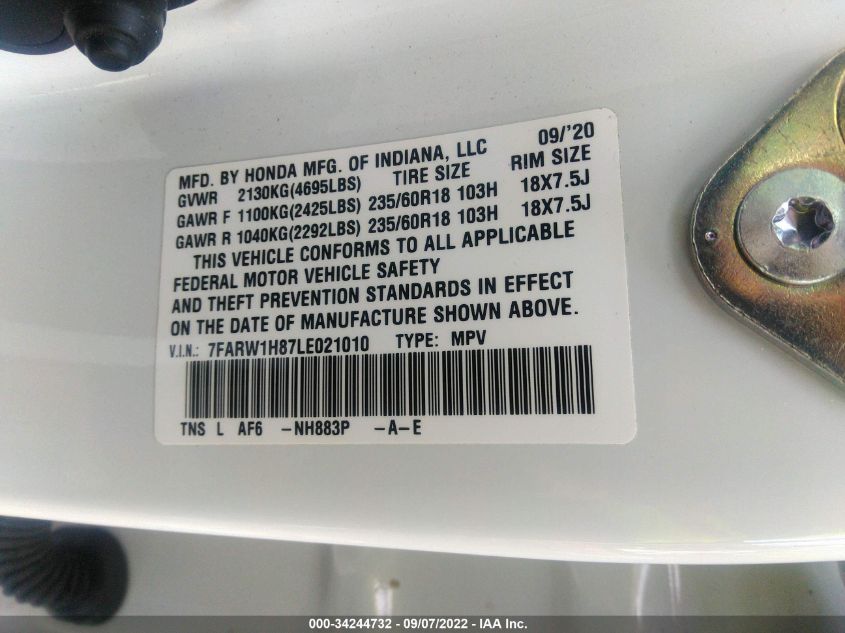 MFD. BY HONDA MFG. OF INDIANA, LLC 09/'20
GVWR 2130KG(4695LBS) TIRE SIZE RIM SIZE
GAWR F 1100KG(2425LBS) 235/60R18 103H 18X7.5J
GAWR R 1040KG(2292LBS) 235/60R18 103H 18X7.5J
THIS VEHICLE CONFORMS TO ALL APPLICABLE
FEDERAL MOTOR VEHICLE SAFETY
AND THEFT PREVENTION STANDARDS IN EFFECT
ON THE DATE OF MANUFACTURE SHOWN ABOVE.
V.I.N.: 7FARW1H87LE021010 TYPE: MPV
TNS L AF6 -NH883P -A-E
000-34244732 - 09/07/2022 - IAA Inc.